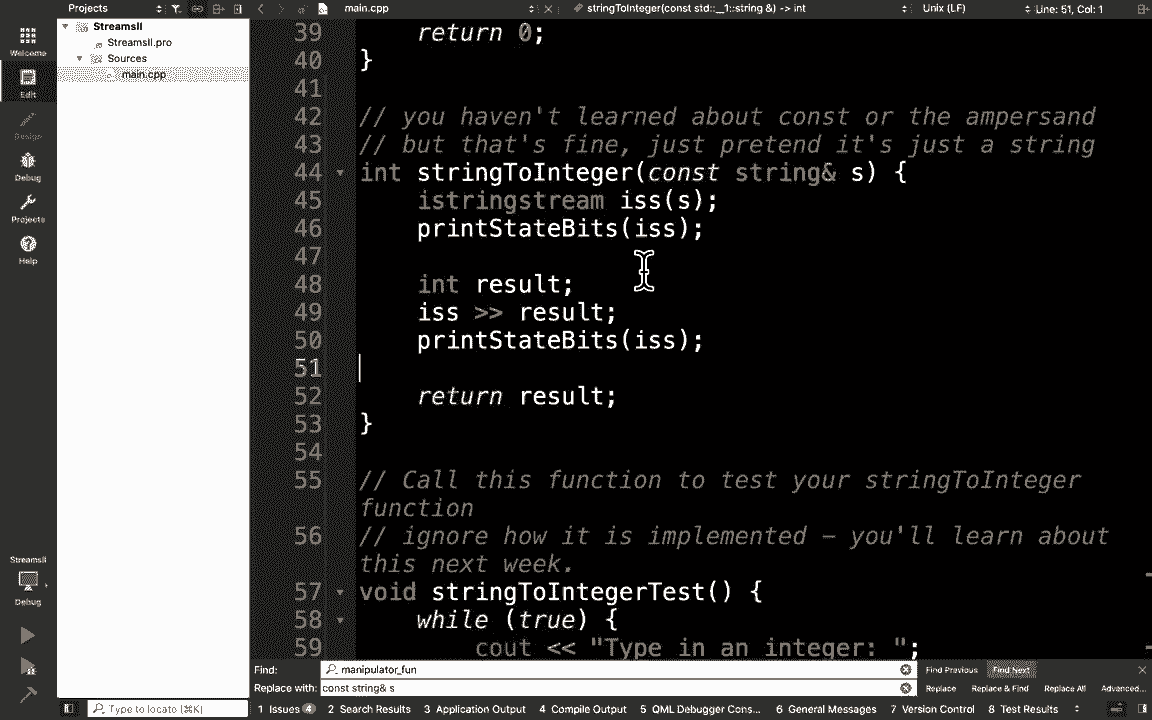 Projects
main.cpp
stringToInteger(const std::__1::string &) -> int
Unix (LF)
Line: 51, Col: 1
Welcome
Edit
Design
Debug
Projects
Help
StreamsII
Debug
StreamsII
StreamsII.pro
Sources
main.cpp
39 return 0;
40 }
41
42 // you haven't learned about const or the ampersand
43 // but that's fine, just pretend it's just a string
44 int stringToInteger(const string& s) {
45 istringstream iss(s);
46 printStateBits(iss);
47
48 int result;
49 iss >> result;
50 printStateBits(iss);
51
52 return result;
53 }
54
55 // Call this function to test your stringToInteger
function
56 // ignore how it is implemented – you'll learn about
this next week.
57 void stringToIntegerTest() {
58 while (true) {
59 cout << "Type in an integer: ";
Find: manipulator_fun
Find Previous Find Next
Replace with: const string& s
Replace Replace & Find Replace All Advanced...
Type to locate (⌘K)
1 Issues 4 2 Search Results 3 Application Output 4 Compile Output 5 QML Debugger Cons... 6 General Messages 7 Version Control 8 Test Results